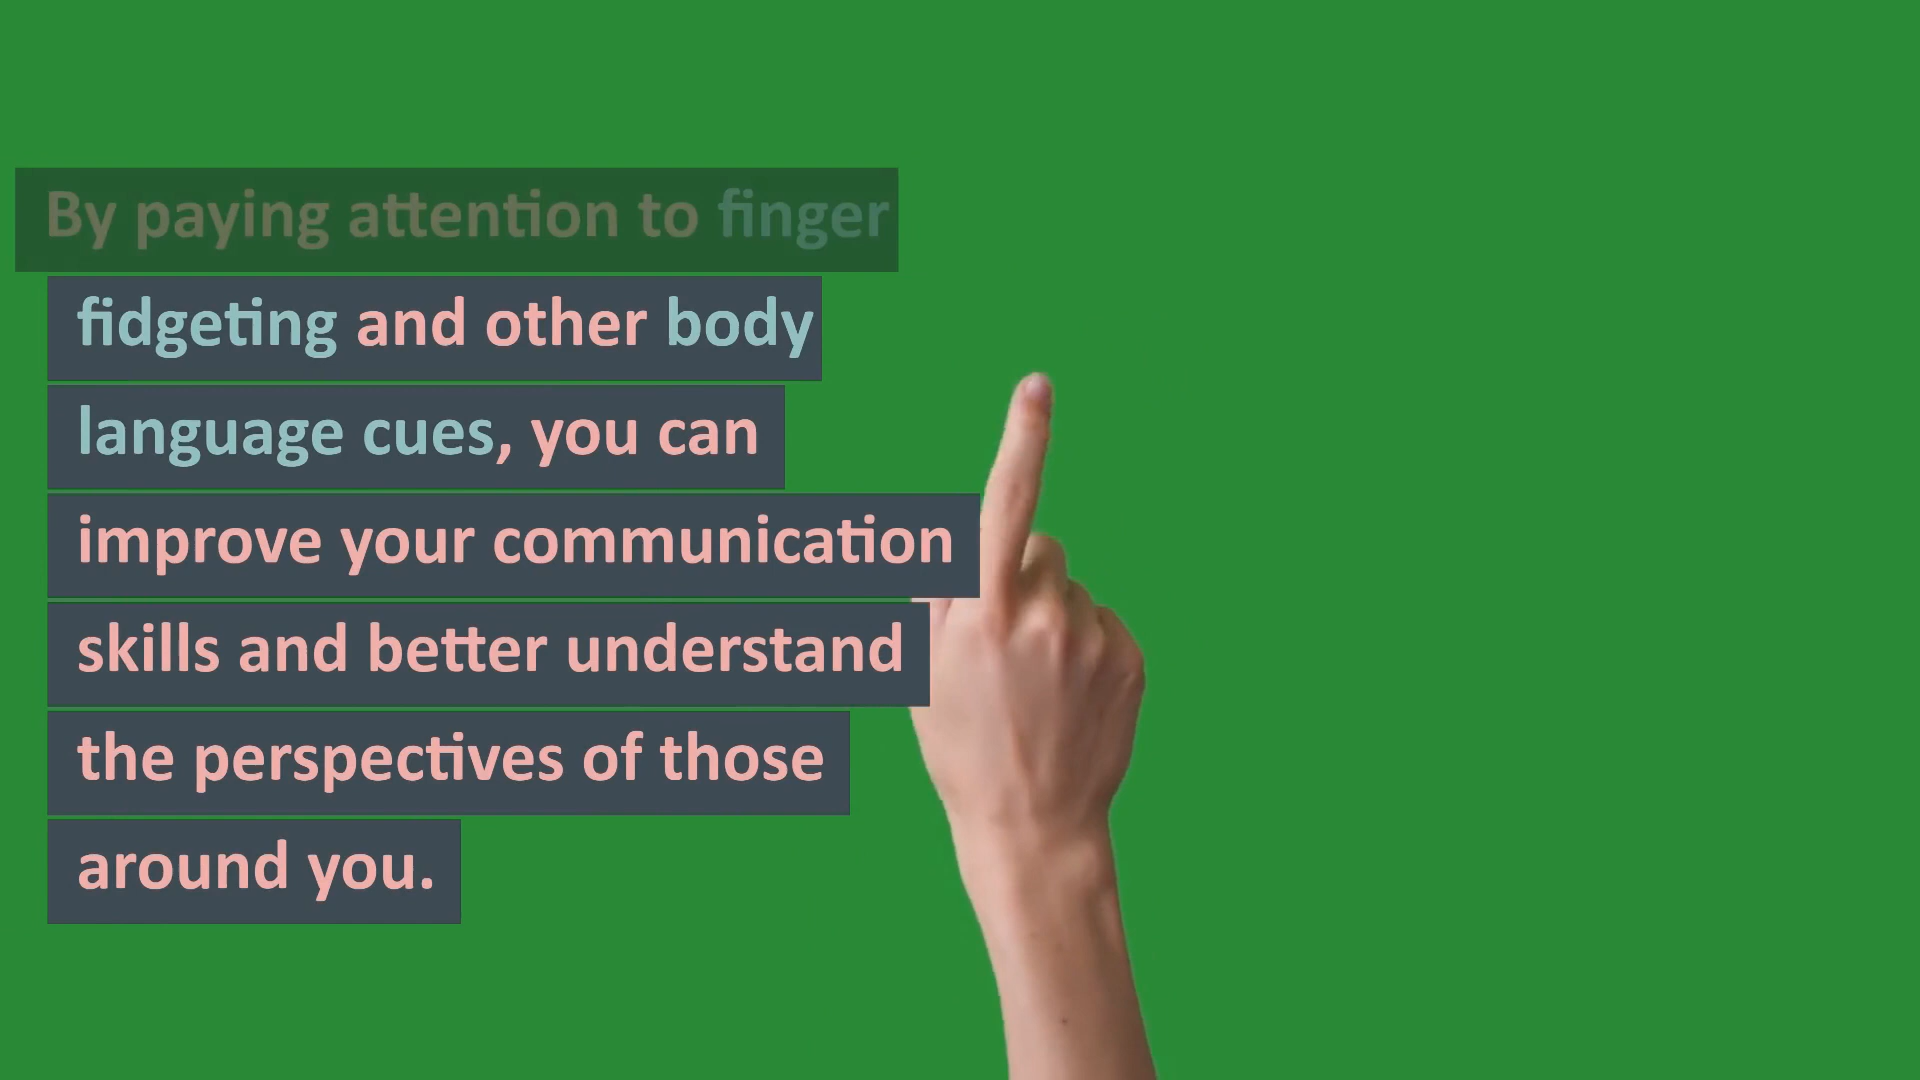 By paying attention to finger
fidgeting and other body
language cues, you can
improve your communication
skills and better understand
the perspectives of those
around you.